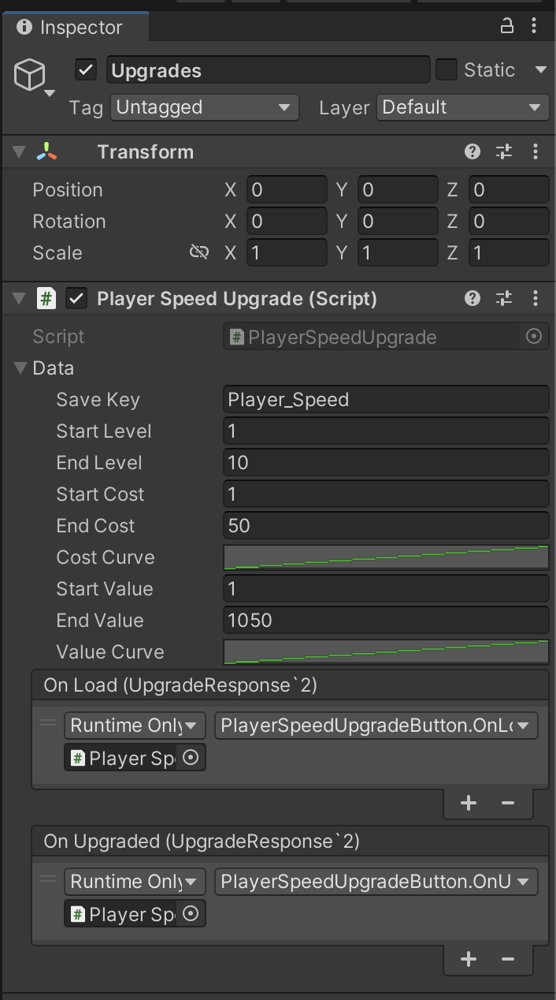 Inspector
Upgrades
Static
Tag Untagged Layer Default
Transform
Position X 0 Y 0 Z 0
Rotation X 0 Y 0 Z 0
Scale X 1 Y 1 Z 1
# Player Speed Upgrade (Script)
Script # PlayerSpeedUpgrade
Data
Save Key Player_Speed
Start Level 1
End Level 10
Start Cost 1
End Cost 50
Cost Curve
Start Value 1
End Value 1050
Value Curve
On Load (UpgradeResponse`2)
Runtime Only PlayerSpeedUpgradeButton.OnLo
# Player Sp
On Upgraded (UpgradeResponse`2)
Runtime Only PlayerSpeedUpgradeButton.OnU
# Player Sp